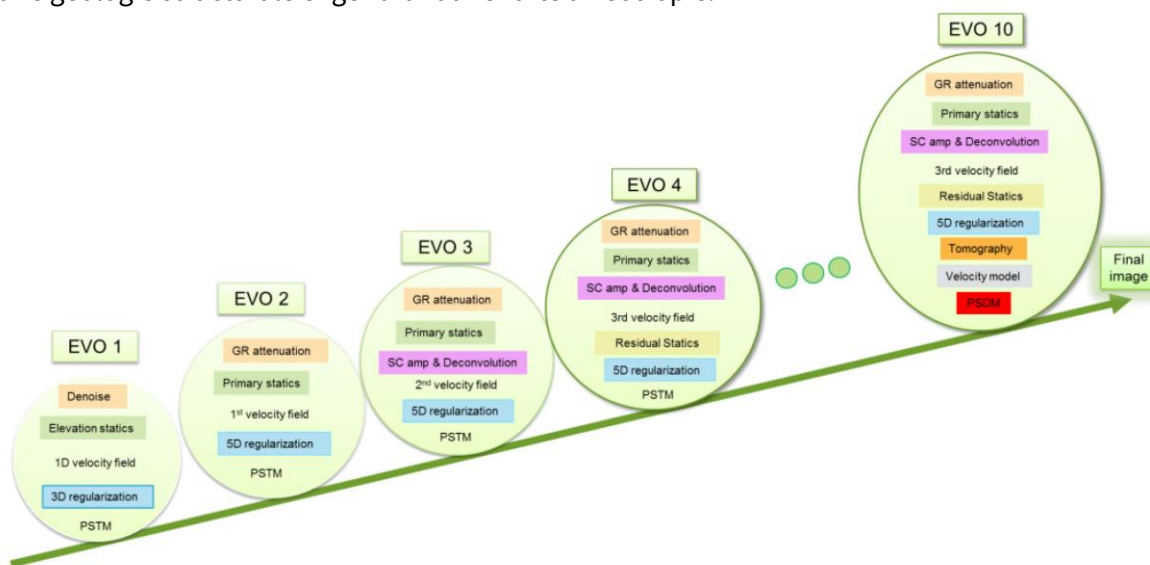 EVO 1
Denoise
Elevation statics
1D velocity field
3D regularization
PSTM
EVO 2
GR attenuation
Primary statics
1st velocity field
5D regularization
PSTM
EVO 3
GR attenuation
Primary statics
SC amp & Deconvolution
2nd velocity field
5D regularization
PSTM
EVO 4
GR attenuation
Primary statics
SC amp & Deconvolution
3rd velocity field
Residual Statics
5D regularization
PSTM
EVO 10
GR attenuation
Primary statics
SC amp & Deconvolution
3rd velocity field
Residual Statics
5D regularization
Tomography
Velocity model
PSDM
Final
image